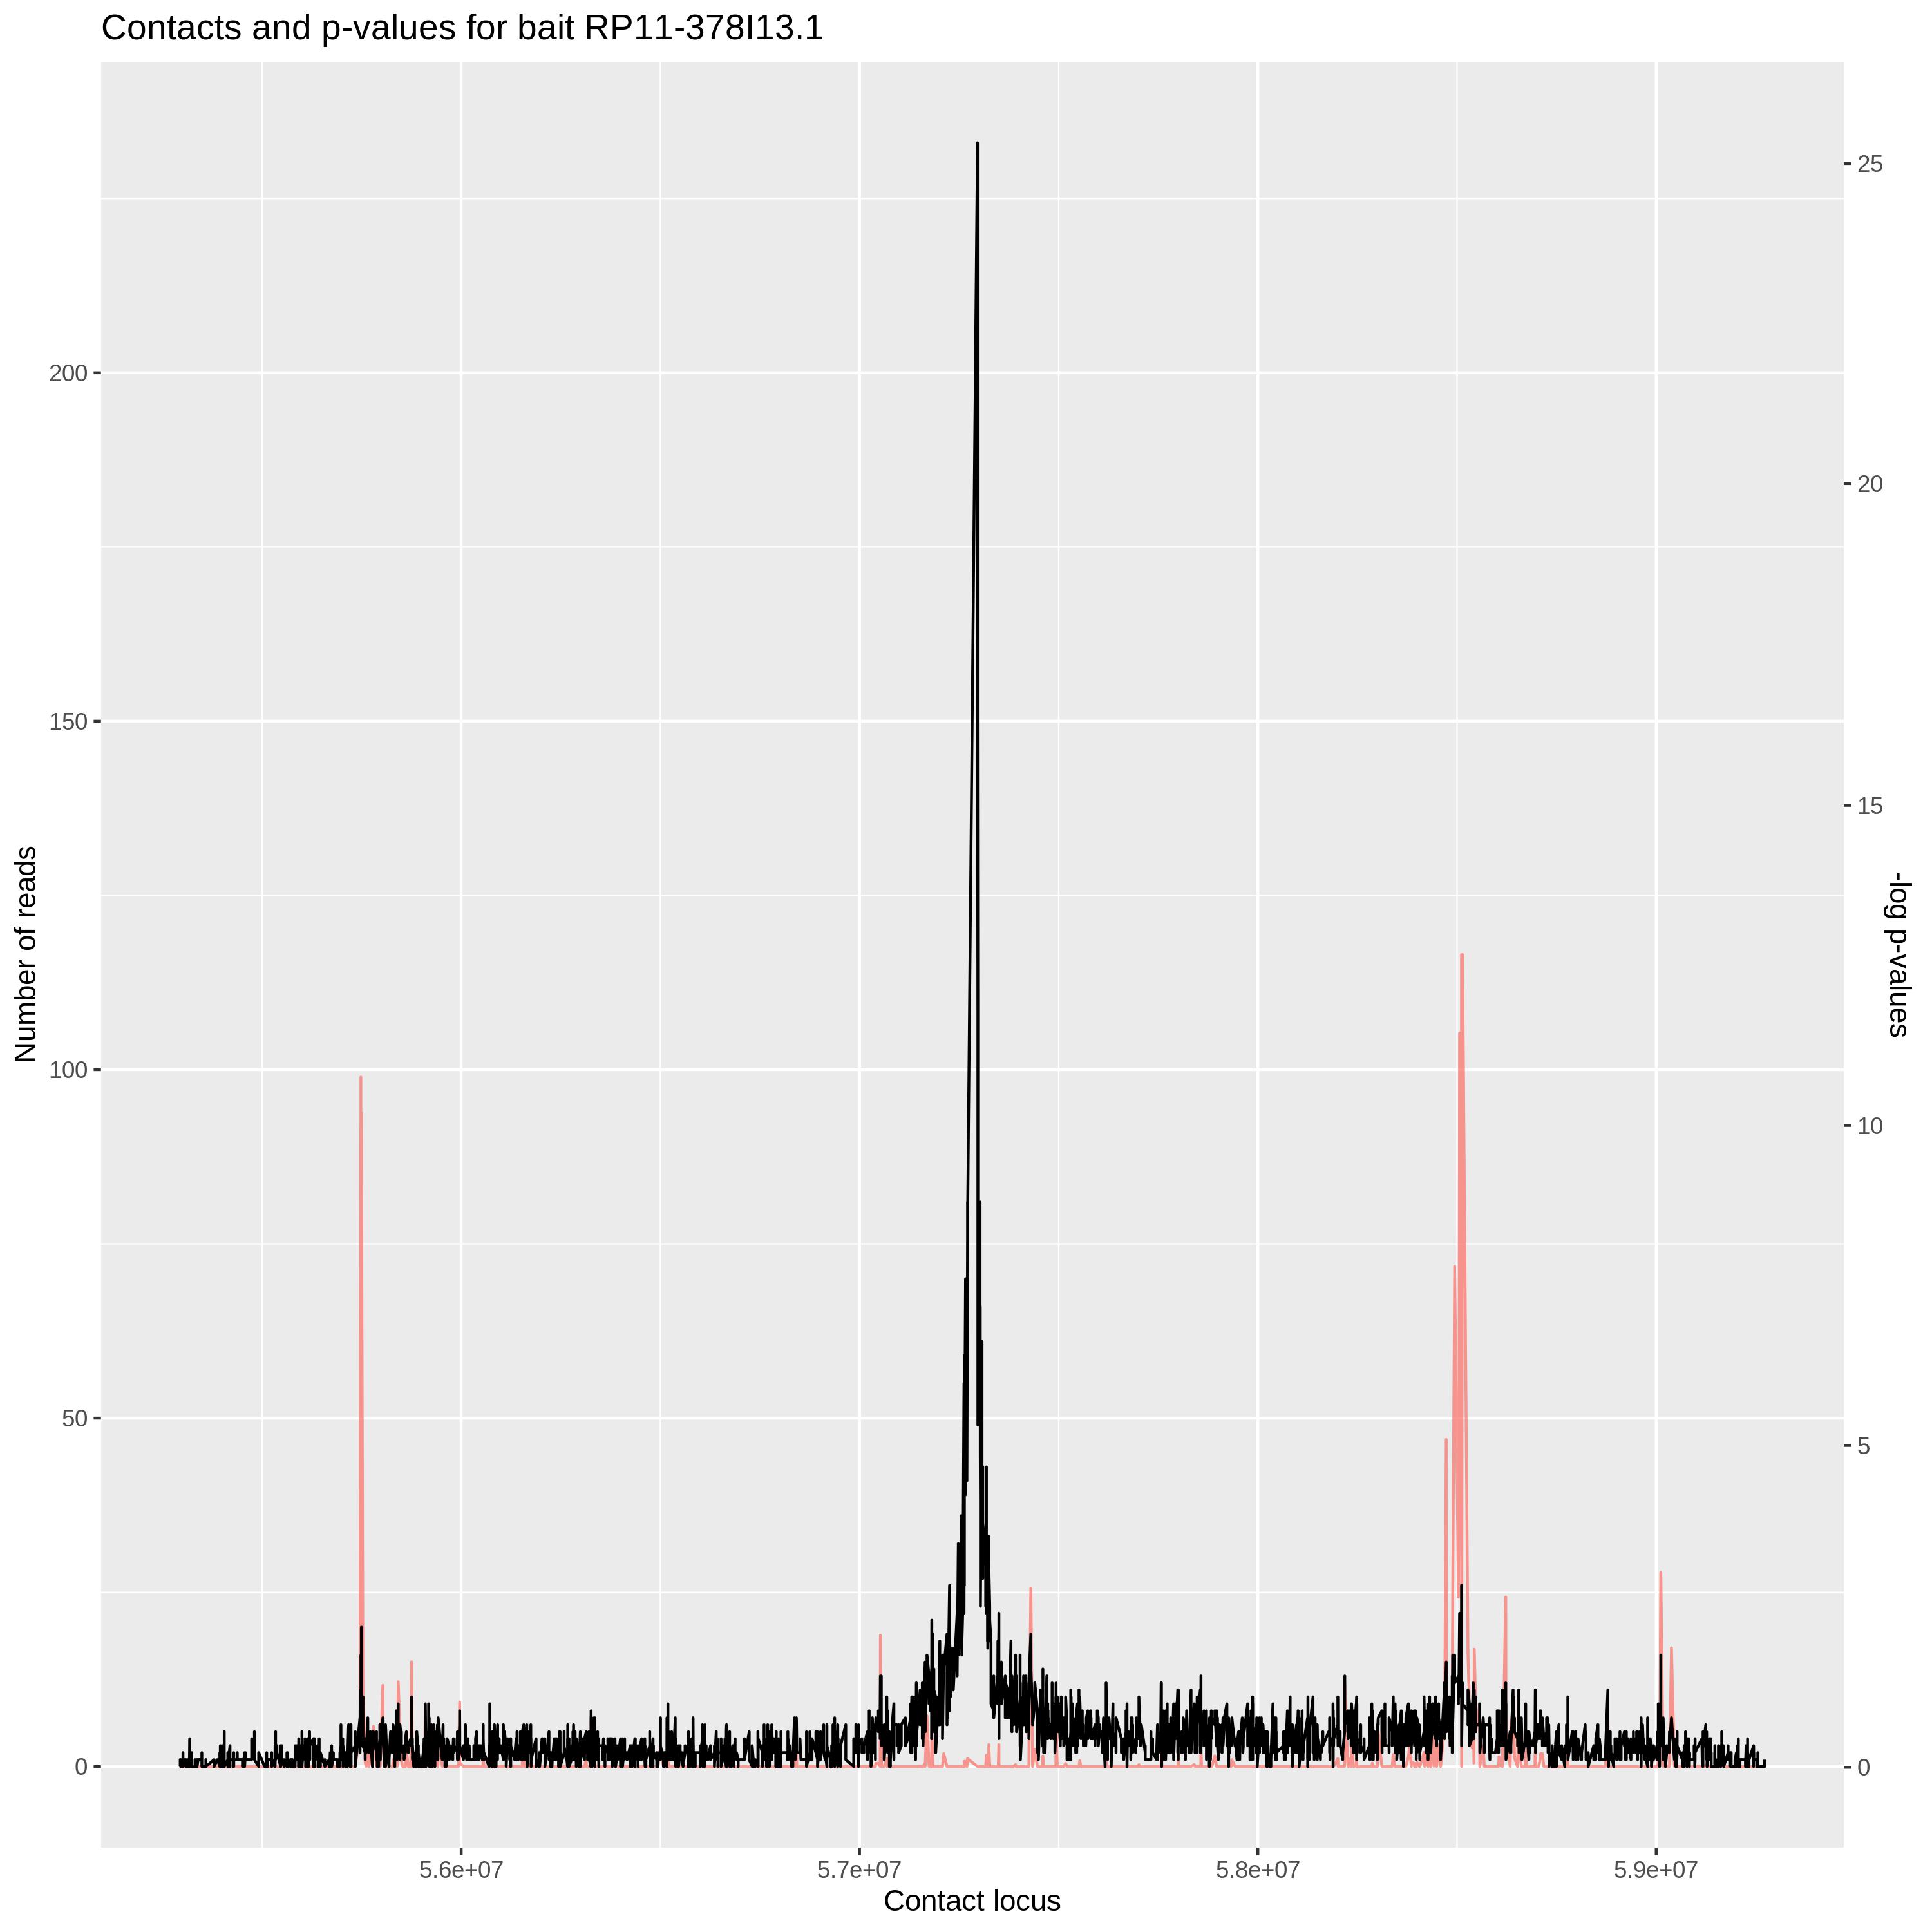 Contacts and p-values for bait RP11-378I13.1
Number of reads
200
150
100
50
0
25
20
15
10
5
0
-log p-values
5.6e+07
5.7e+07
5.8e+07
5.9e+07
Contact locus